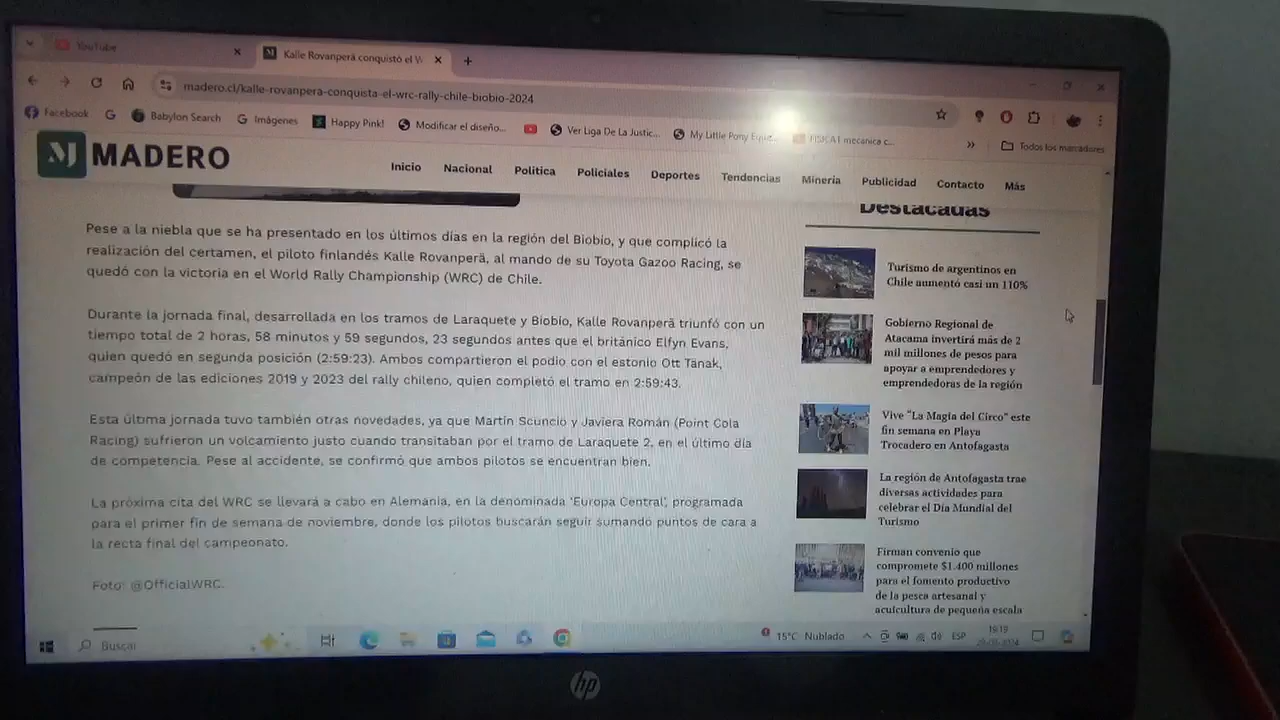 YouTube
Kalle Rovanperä conquistó el W
madero.cl/kalle-rovanpera-conquista-el-wrc-rally-chile-biobio-2024
Facebook
Babylon Search
Imágenes
Happy Pink!
Modificar el diseño...
Ver Liga De La Justic...
My Little Pony Eque...
FISICA I mecanica c...
»
Todos los marcadores
MADERO
Inicio Nacional Política Policiales Deportes Tendencias Minería Publicidad Contacto Más
Pese a la niebla que se ha presentado en los últimos días en la región del Biobío, y que complicó la
realización del certamen, el piloto finlandés Kalle Rovanperä, al mando de su Toyota Gazoo Racing, se
quedó con la victoria en el World Rally Championship (WRC) de Chile.
Durante la jornada final, desarrollada en los tramos de Laraquete y Biobío, Kalle Rovanperä triunfó con un
tiempo total de 2 horas, 58 minutos y 59 segundos, 23 segundos antes que el británico Elfyn Evans,
quien quedó en segunda posición (2:59:23). Ambos compartieron el podio con el estonio Ott Tänak,
campeón de las ediciones 2019 y 2023 del rally chileno, quien completó el tramo en 2:59:43.
Esta última jornada tuvo también otras novedades, ya que Martín Scuncio y Javiera Román (Point Cola
Racing) sufrieron un volcamiento justo cuando transitaban por el tramo de Laraquete 2, en el último día
de competencia. Pese al accidente, se confirmó que ambos pilotos se encuentran bien.
La próxima cita del WRC se llevará a cabo en Alemania, en la denominada 'Europa Central', programada
para el primer fin de semana de noviembre, donde los pilotos buscarán seguir sumando puntos de cara a
la recta final del campeonato.
Foto: @OfficialWRC.
Destacadas
Turismo de argentinos en
Chile aumentó casi un 110%
Gobierno Regional de
Atacama invertirá más de 2
mil millones de pesos para
apoyar a emprendedores y
emprendedoras de la región
Vive "La Magia del Circo" este
fin semana en Playa
Trocadero en Antofagasta
La región de Antofagasta trae
diversas actividades para
celebrar el Día Mundial del
Turismo
Firman convenio que
compromete $1.400 millones
para el fomento productivo
de la pesca artesanal y
acuicultura de pequeña escala
Buscar
15°C Nublado
ESP
19:19
hp